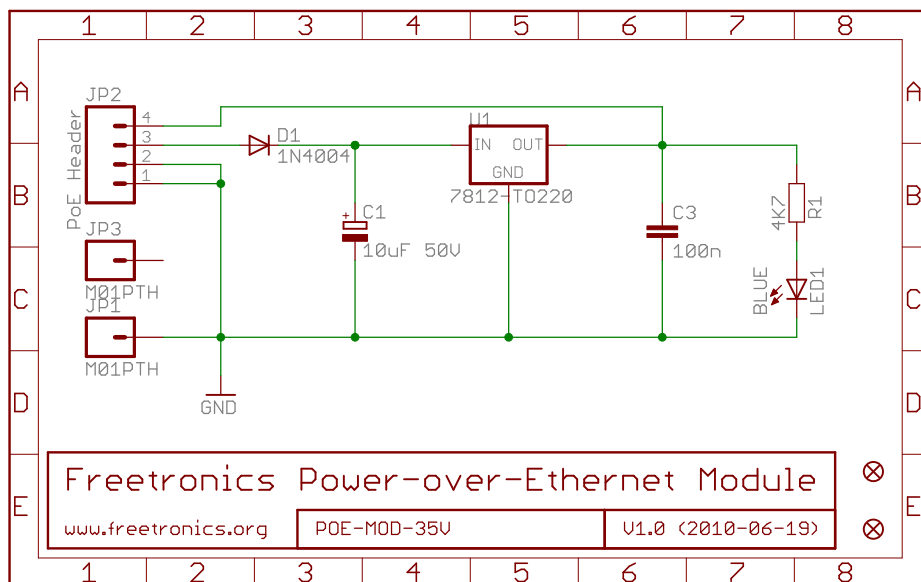 1 2 3 4 5 6 7 8
A A
JP2
PoE Header
4
3
2
1
D1
1N4004
U1
IN OUT
GND
7812-TO220
B B
C1
+
10uF 50V
C3
100n
4K7
R1
JP3
M01PTH
C C
BLUE
LED1
JP1
M01PTH
D D
GND
Freetronics Power-over-Ethernet Module
E E
www.freetronics.org POE-MOD-35V V1.0 (2010-06-19)
1 2 3 4 5 6 7 8